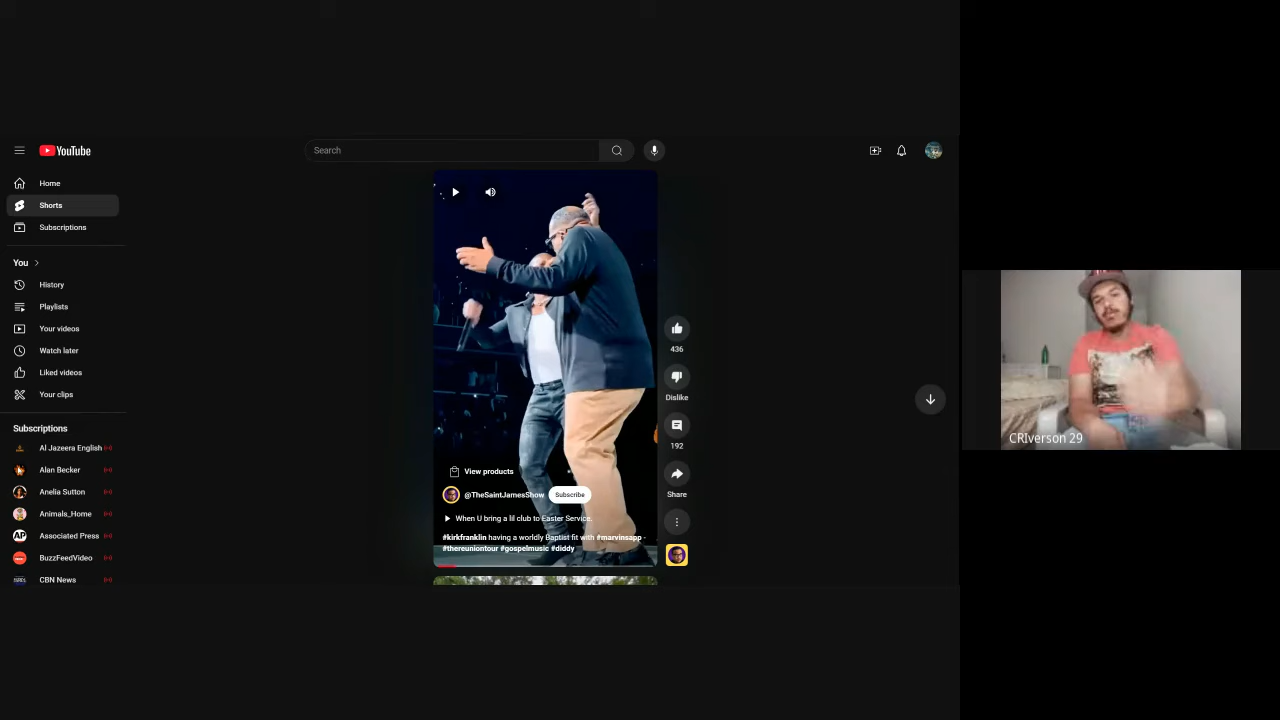 YouTube
Search
Home
Shorts
Subscriptions
You
History
Playlists
Your videos
Watch later
Liked videos
Your clips
Subscriptions
Al Jazeera English
Alan Becker
Anelia Sutton
Animals_Home
AP Associated Press
BuzzFeedVideo
CBN News
View products
@TheSaintJamesShow Subscribe
When U bring a lil club to Easter Service.
#kirkfranklin having a worldly Baptist fit with #marvinsapp -
#thereuniontour #gospelmusic #diddy
436
Dislike
192
Share
CRIverson 29